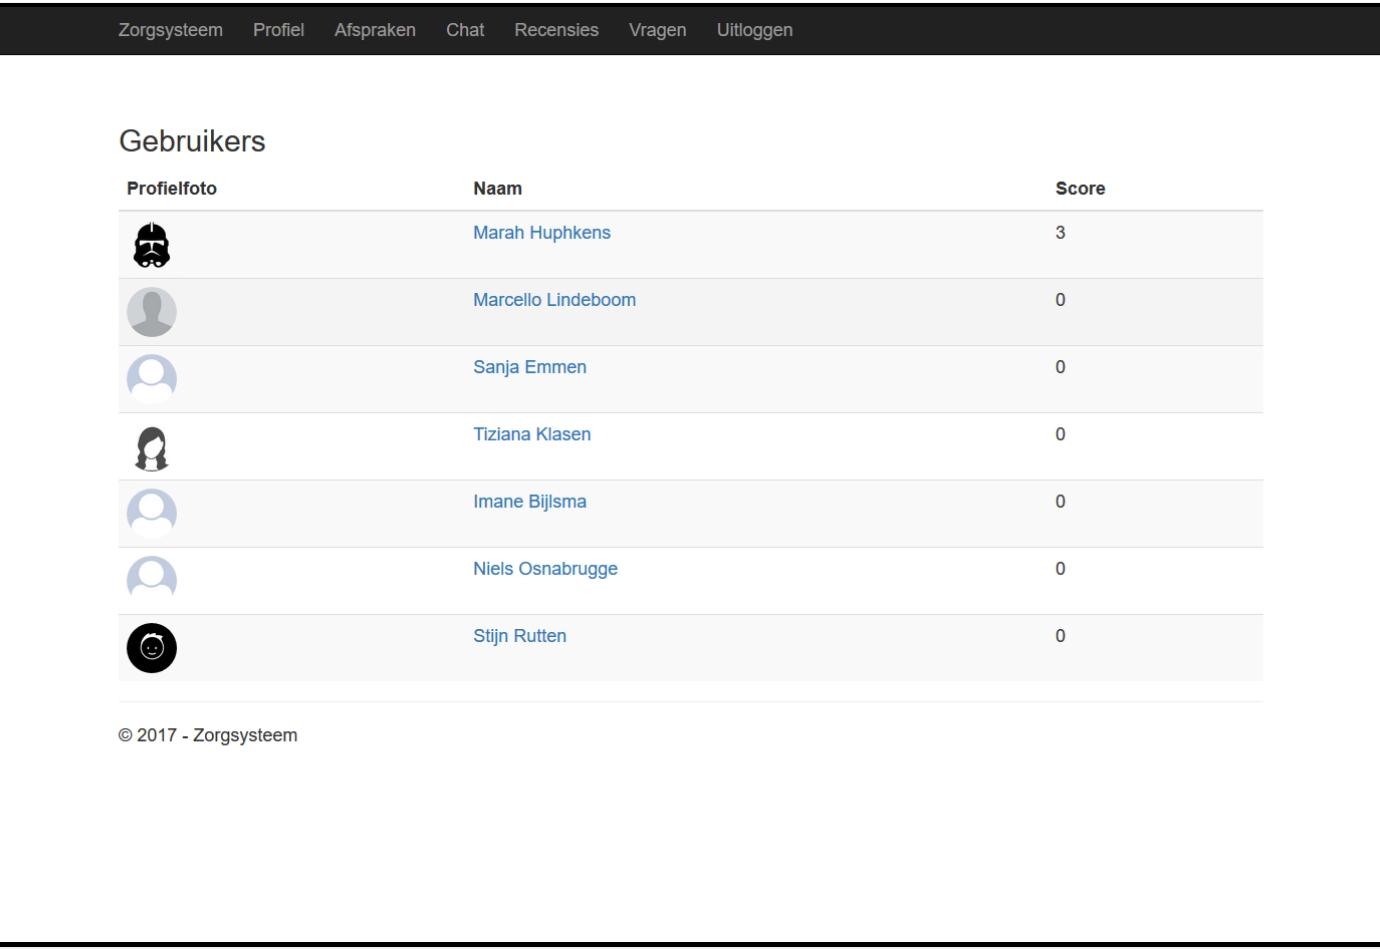 Zorgsysteem Profiel Afspraken Chat Recensies Vragen Uitloggen
Gebruikers
Profielfoto Naam Score
Marah Huphkens 3
Marcello Lindeboom 0
Sanja Emmen 0
Tiziana Klasen 0
Imane Bijlsma 0
Niels Osnabrugge 0
Stijn Rutten 0
© 2017 - Zorgsysteem